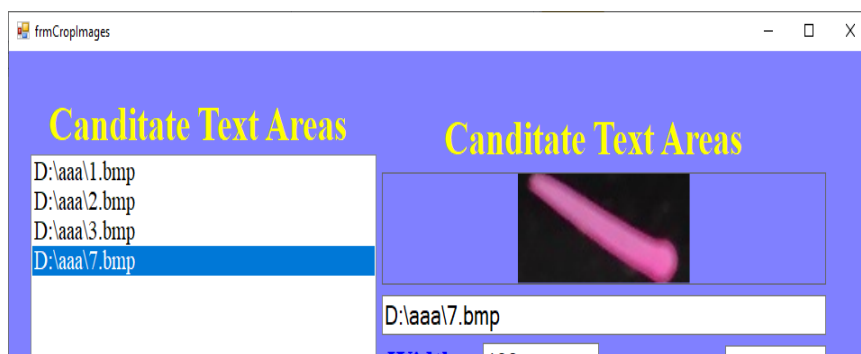 frmCropImages
Canditate Text Areas
Canditate Text Areas
D:\aaa\1.bmp
D:\aaa\2.bmp
D:\aaa\3.bmp
D:\aaa\7.bmp
D:\aaa\7.bmp